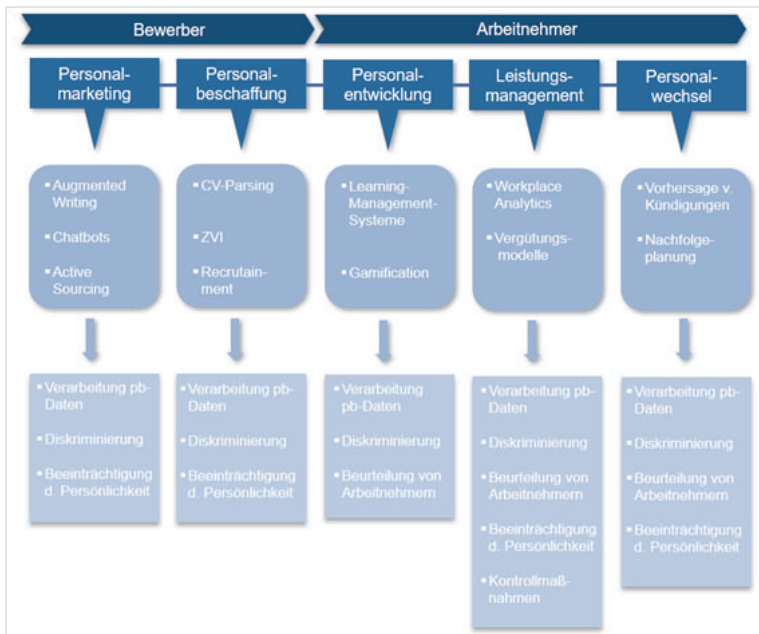 Bewerber
Arbeitnehmer
Personal-
marketing
Personal-
beschaffung
Personal-
entwicklung
Leistungs-
management
Personal-
wechsel
▪ Augmented
Writing
▪ Chatbots
▪ Active
Sourcing
▪ CV-Parsing
▪ ZVI
▪ Recrutain-
ment
▪ Learning-
Management-
Systeme
▪ Gamification
▪ Workplace
Analytics
▪ Vergütungs-
modelle
▪ Vorhersage v.
Kündigungen
▪ Nachfolge-
planung
▪ Verarbeitung pb-
Daten
▪ Diskriminierung
▪ Beeinträchtigung
d. Persönlichkeit
▪ Verarbeitung pb-
Daten
▪ Diskriminierung
▪ Beeinträchtigung
d. Persönlichkeit
▪ Verarbeitung
pb-Daten
▪ Diskriminierung
▪ Beurteilung von
Arbeitnehmern
▪ Verarbeitung pb-
Daten
▪ Diskriminierung
▪ Beurteilung von
Arbeitnehmern
▪ Beeinträchtigung
d. Persönlichkeit
▪ Kontrollmaß-
nahmen
▪ Verarbeitung pb-
Daten
▪ Diskriminierung
▪ Beurteilung von
Arbeitnehmern
▪ Beeinträchtigung
d. Persönlichkeit